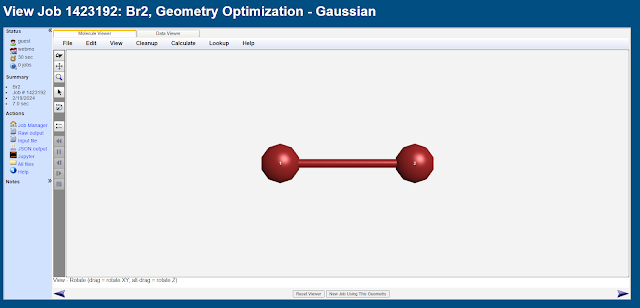 View Job 1423192: Br2, Geometry Optimization - Gaussian
Status
guest
webmo
30 sec
0 jobs
Summary
Br2
Job # 1423192
2/19/2024
7.0 sec
Actions
Job Manager
Raw output
Input file
JSON output
Jupyter
All files
Help
Notes
Molecule Viewer
Data Viewer
File Edit View Cleanup Calculate Lookup Help
1 2
View - Rotate (drag = rotate XY, alt-drag = rotate Z)
Reset Viewer New Job Using This Geometry